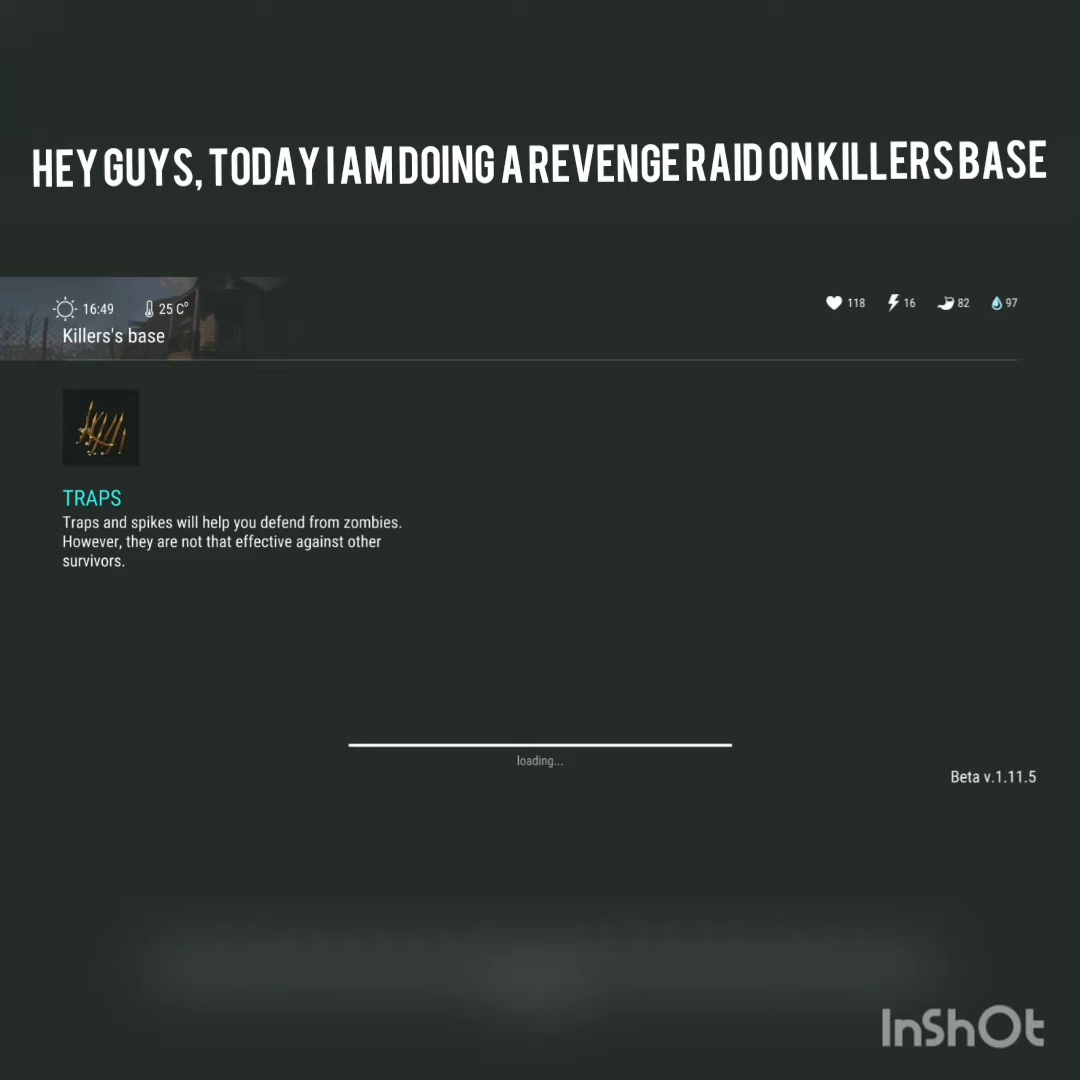 HEY GUYS, TODAY I AM DOING A REVENGE RAID ON KILLERS BASE
16:49 25 C° 118 16 82 97
Killers's base
TRAPS
Traps and spikes will help you defend from zombies.
However, they are not that effective against other
survivors.
loading...
Beta v.1.11.5
InShOt